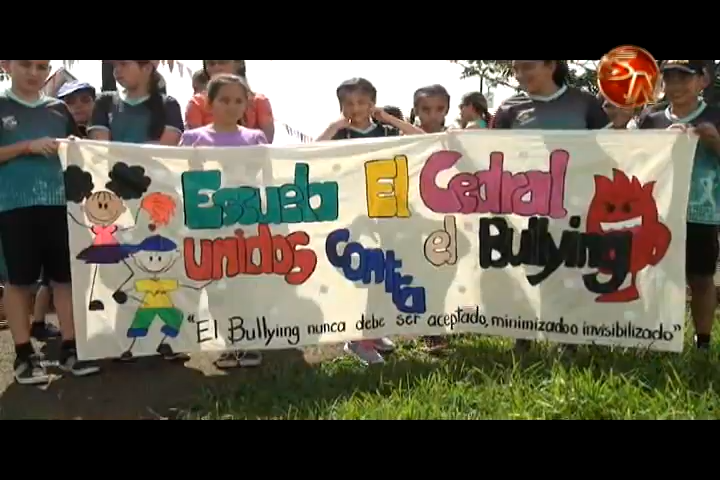 Escuela El Cedral
unidos contra el Bullying
"El Bullying nunca debe ser aceptado, minimizado o invisibilizado"